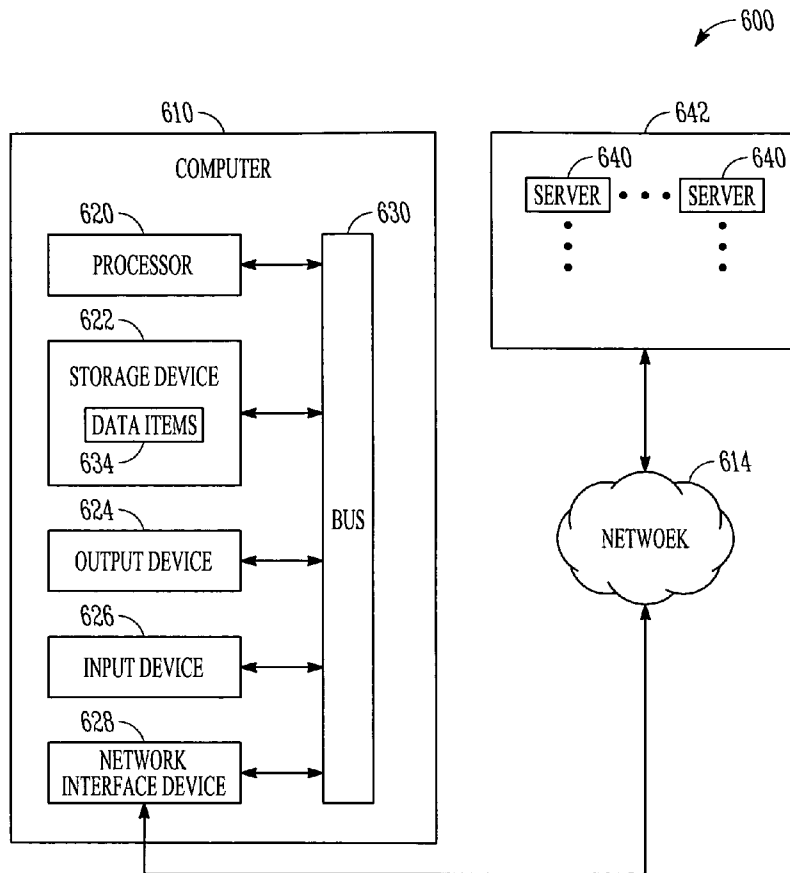 600
610
COMPUTER
620
PROCESSOR
622
STORAGE DEVICE
DATA ITEMS
634
624
OUTPUT DEVICE
626
INPUT DEVICE
628
NETWORK
INTERFACE DEVICE
630
BUS
642
640
SERVER
640
SERVER
614
NETWOEK